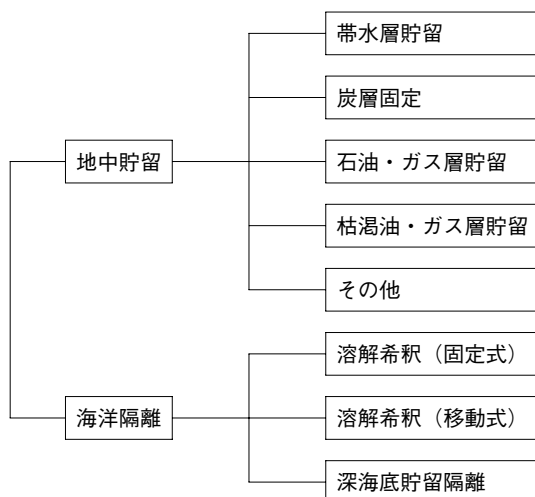 帯水層貯留
炭層固定
地中貯留
石油・ガス層貯留
枯渇油・ガス層貯留
その他
溶解希釈（固定式）
海洋隔離
溶解希釈（移動式）
深海底貯留隔離